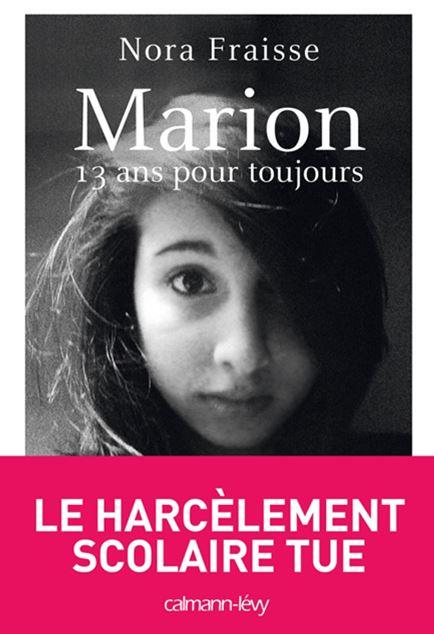 Nora Fraisse
Marion
13 ans pour toujours
LE HARCÈLEMENT
SCOLAIRE TUE
calmann-lévy